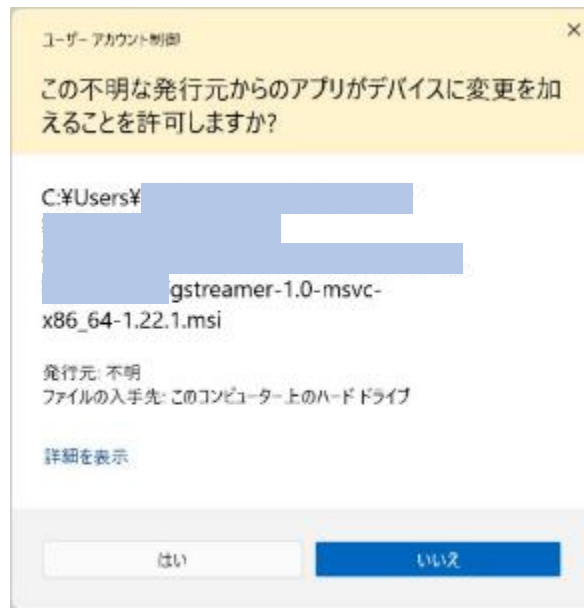 ユーザー アカウント制御
×
この不明な発行元からのアプリがデバイスに変更を加
えることを許可しますか?
C:¥Users¥
gstreamer-1.0-msvc-
x86_64-1.22.1.msi
発行元: 不明
ファイルの入手先: このコンピューター上のハード ドライブ
詳細を表示
はい
いいえ